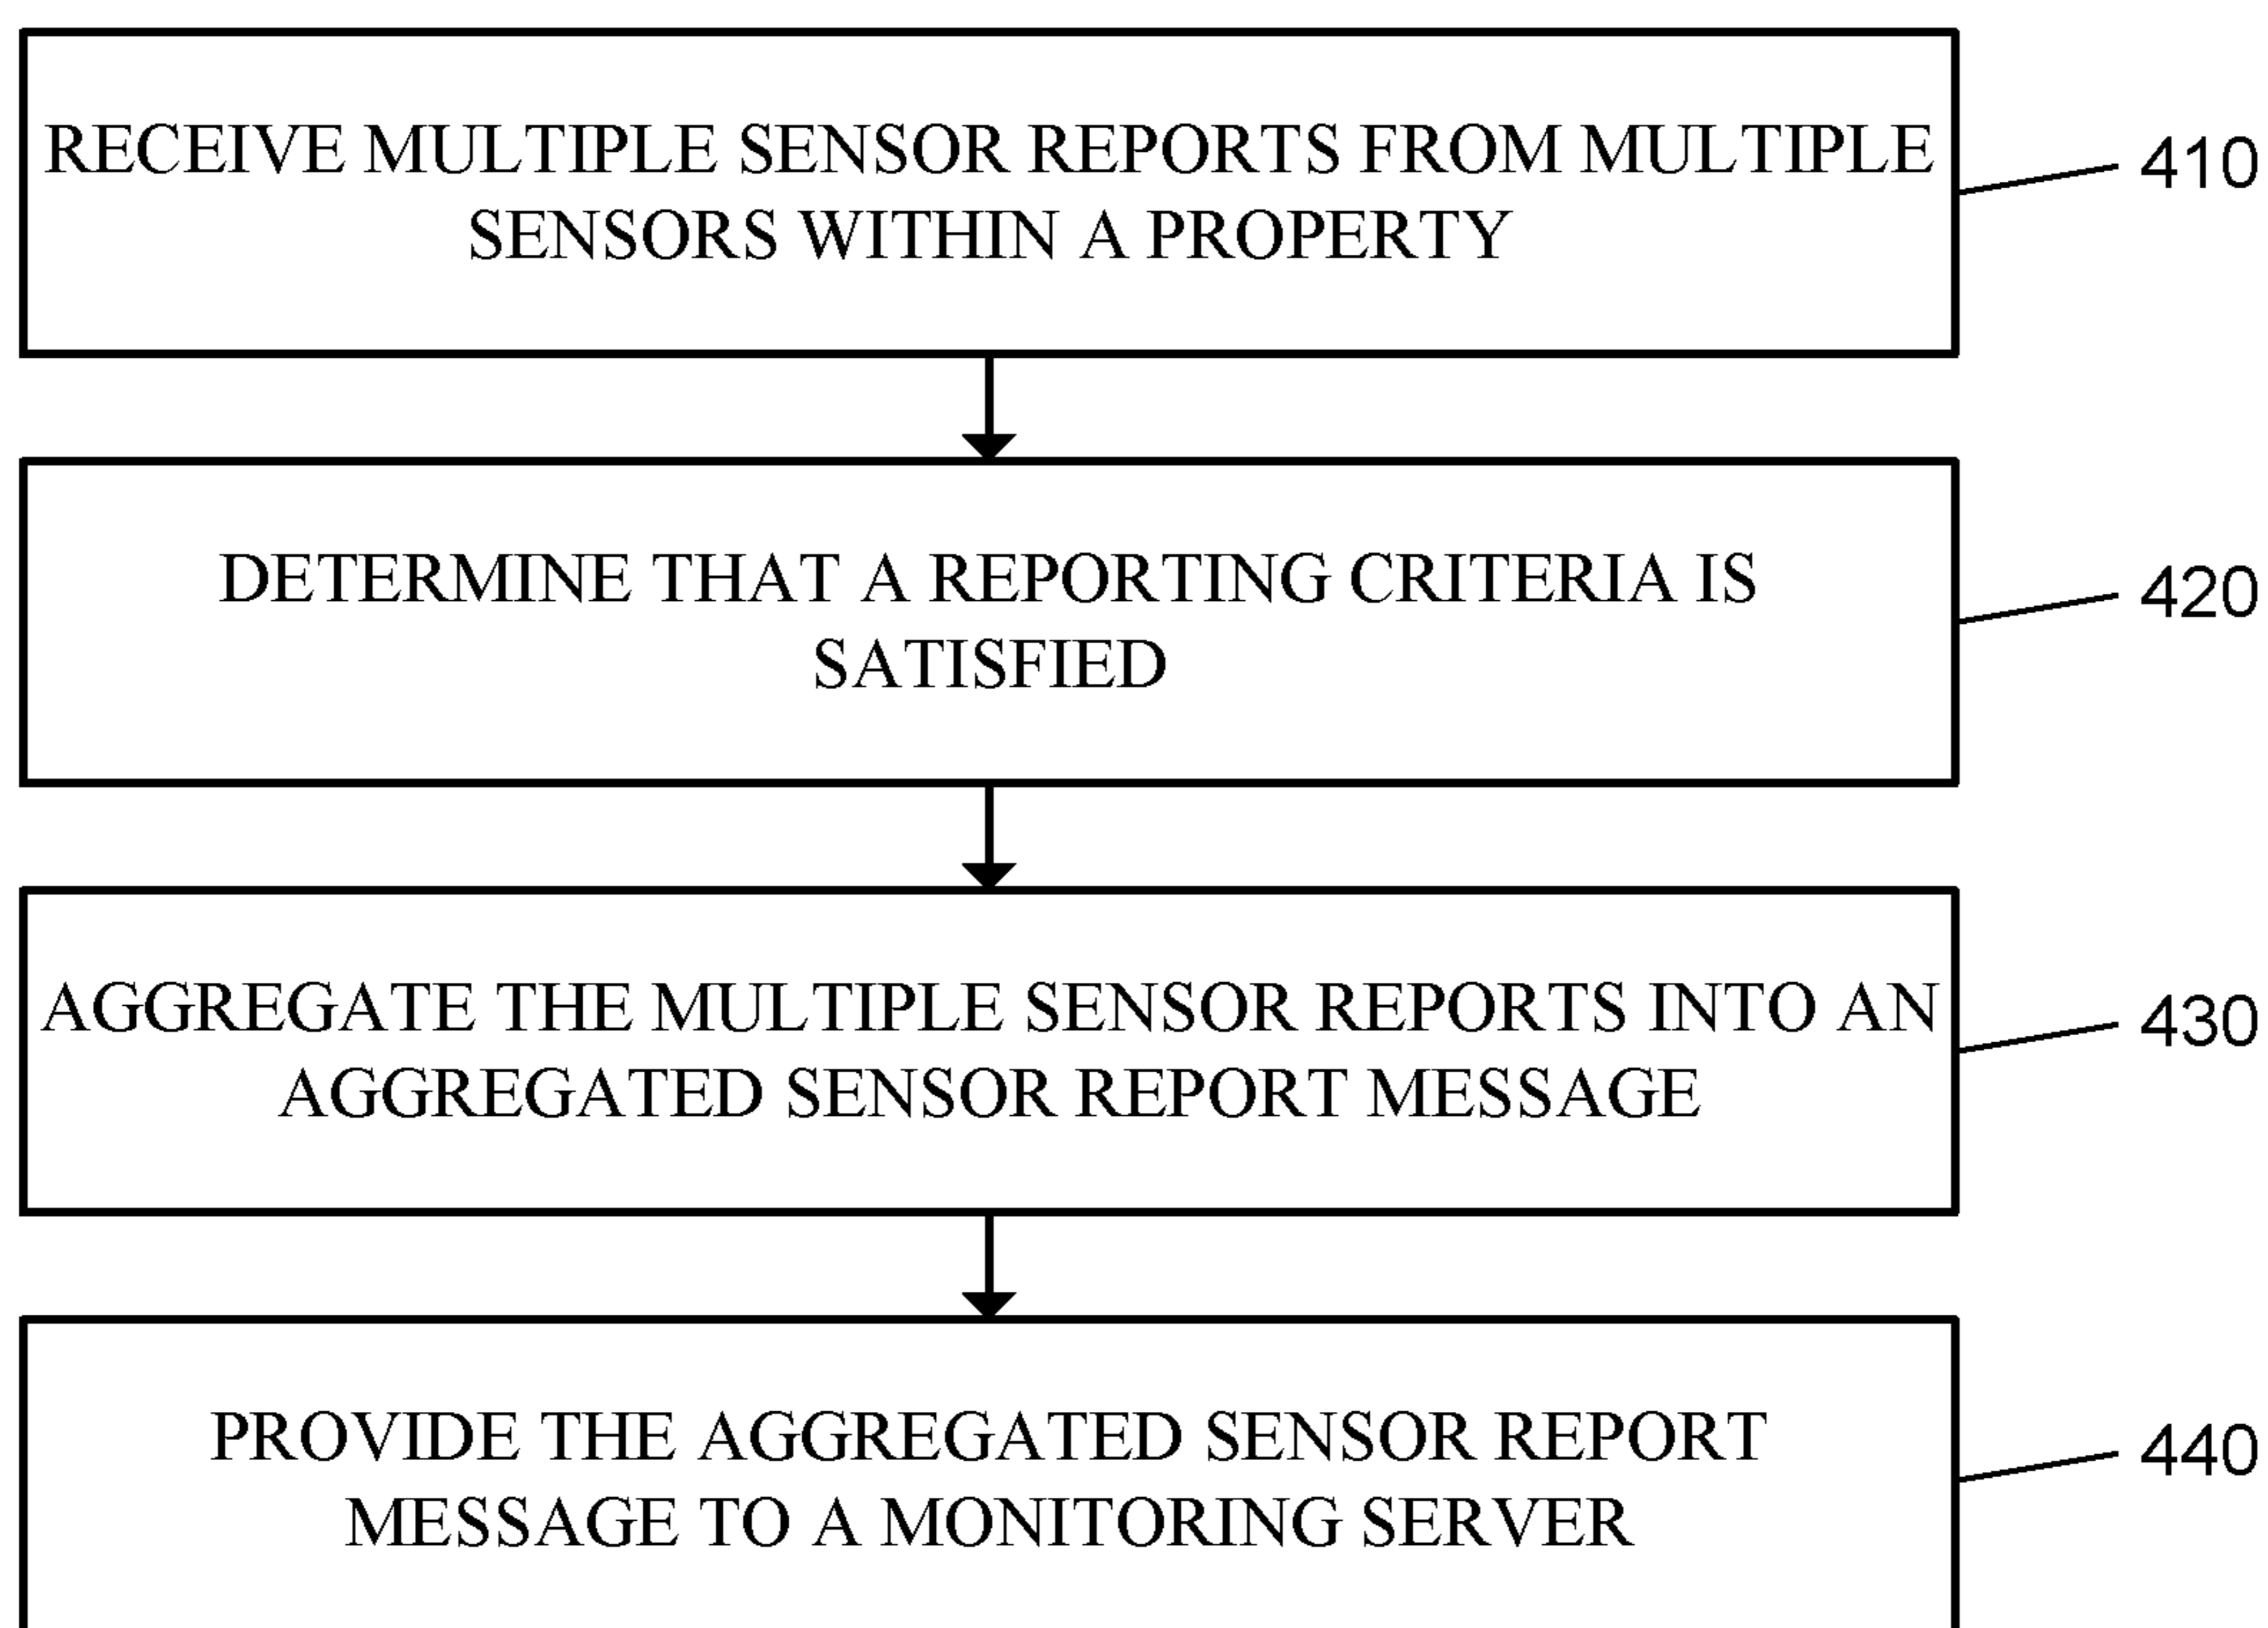 RECEIVE MULTIPLE SENSOR REPORTS FROM MULTIPLE
SENSORS WITHIN A PROPERTY
410
DETERMINE THAT A REPORTING CRITERIA IS
SATISFIED
420
AGGREGATE THE MULTIPLE SENSOR REPORTS INTO AN
AGGREGATED SENSOR REPORT MESSAGE
430
PROVIDE THE AGGREGATED SENSOR REPORT
MESSAGE TO A MONITORING SERVER
440